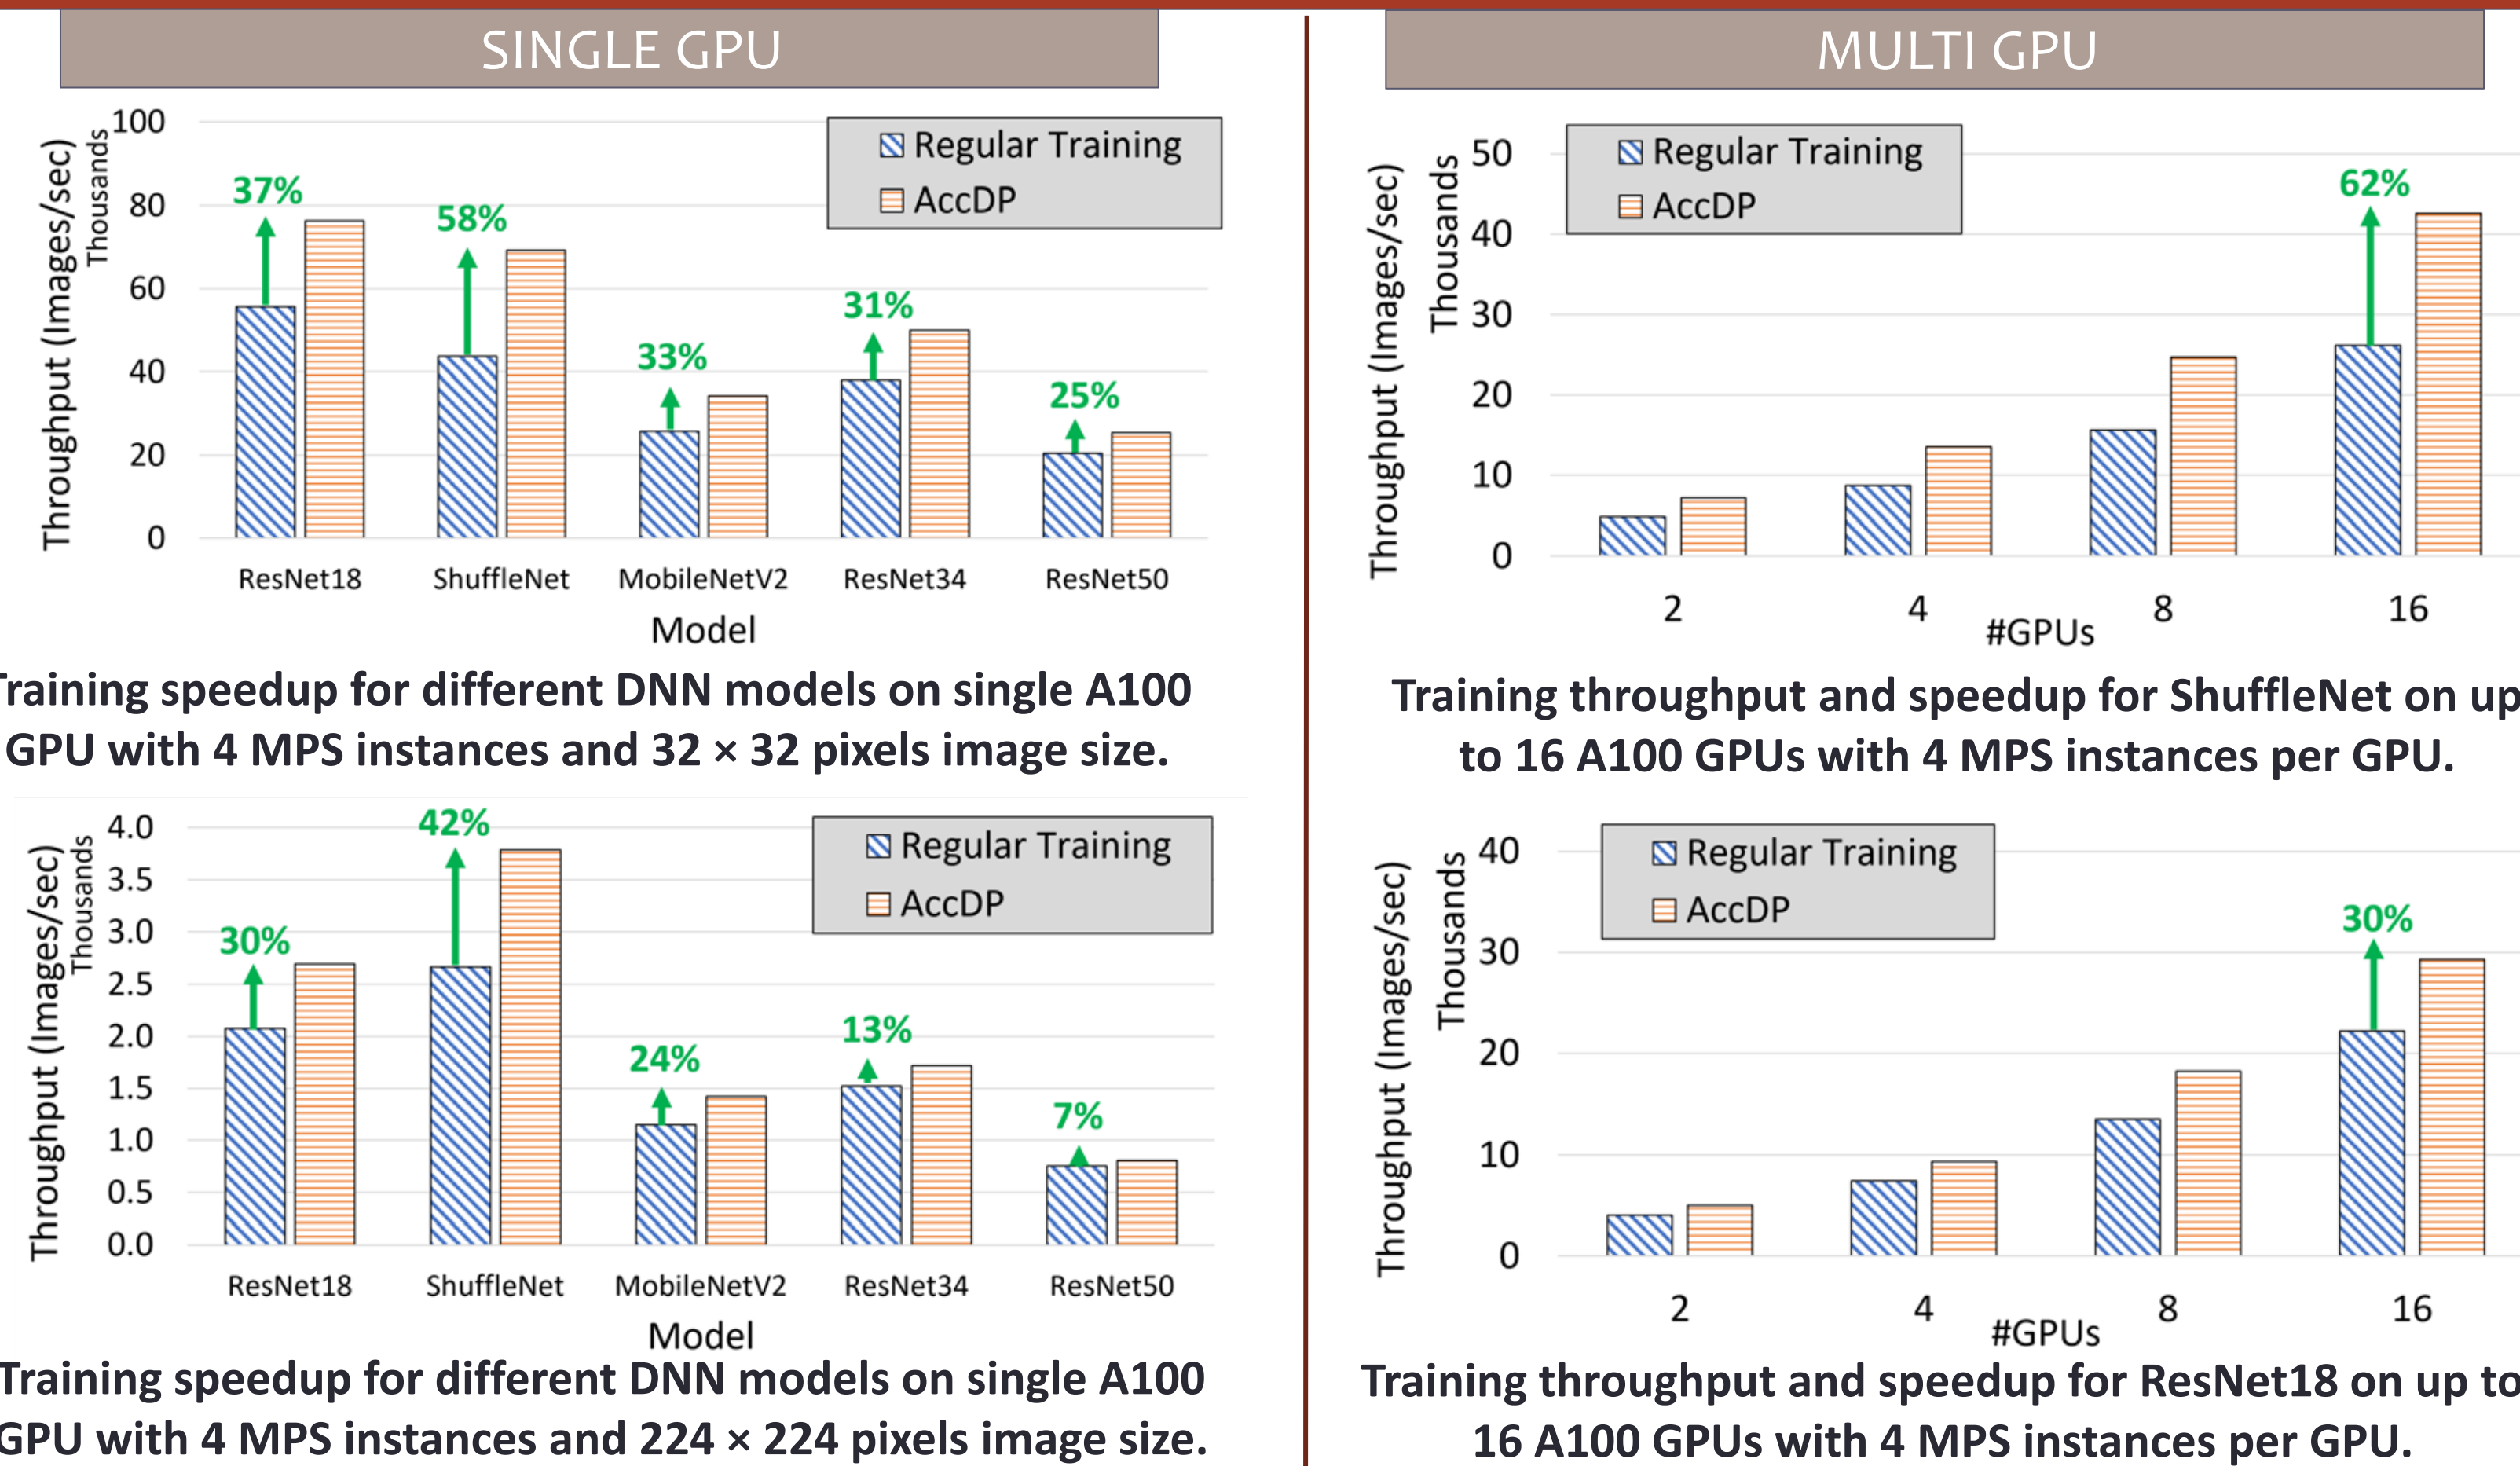 SINGLE GPU
Throughput (Images/sec)
Thousands
100
80
60
40
20
0
37%
58%
33%
31%
25%
Regular Training
AccDP
ResNet18 ShuffleNet MobileNetV2 ResNet34 ResNet50
Model
Training speedup for different DNN models on single A100
GPU with 4 MPS instances and 32 × 32 pixels image size.
Throughput (Images/sec)
Thousands
4.0
3.5
3.0
2.5
2.0
1.5
1.0
0.5
0.0
30%
42%
24%
13%
7%
Regular Training
AccDP
ResNet18 ShuffleNet MobileNetV2 ResNet34 ResNet50
Model
Training speedup for different DNN models on single A100
GPU with 4 MPS instances and 224 × 224 pixels image size.
MULTI GPU
Throughput (Images/sec)
Thousands
50
40
30
20
10
0
Regular Training
AccDP
62%
2 4 8 16
#GPUs
Training throughput and speedup for ShuffleNet on up
to 16 A100 GPUs with 4 MPS instances per GPU.
Throughput (Images/sec)
Thousands
40
30
20
10
0
Regular Training
AccDP
30%
2 4 8 16
#GPUs
Training throughput and speedup for ResNet18 on up to
16 A100 GPUs with 4 MPS instances per GPU.